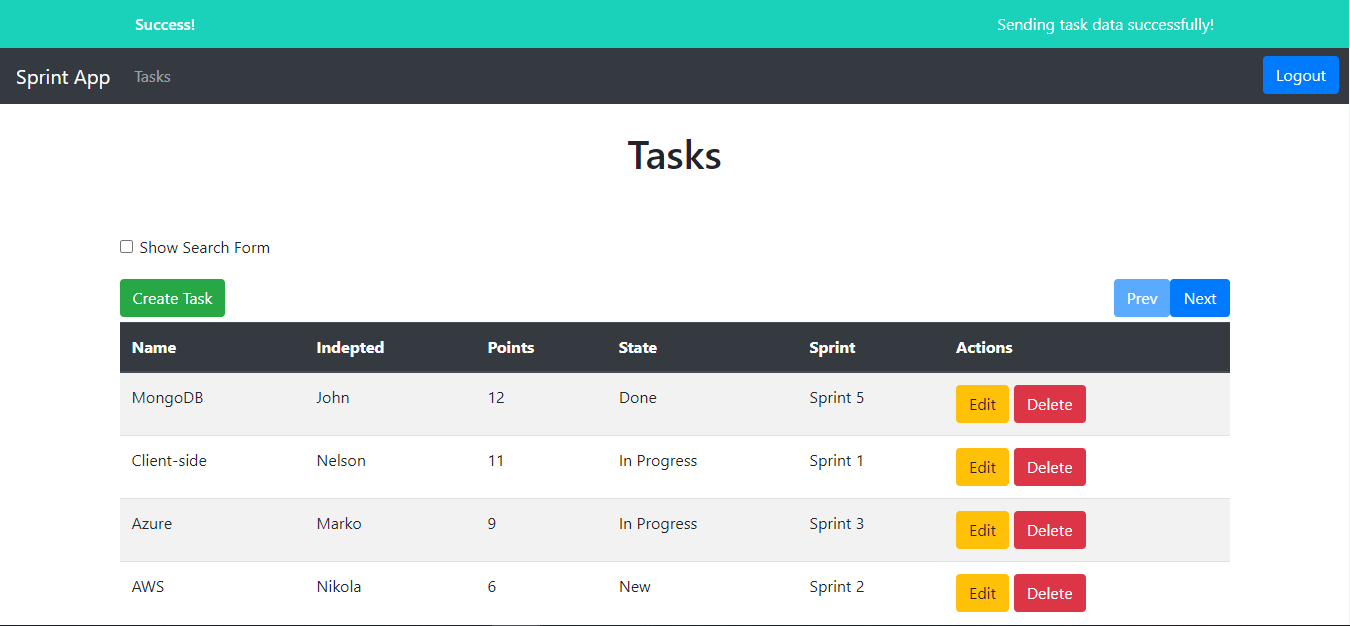 Success! Sending task data successfully!
Sprint App Tasks Logout
Tasks
Show Search Form
Create Task Prev Next
Name Indepted Points State Sprint Actions
MongoDB John 12 Done Sprint 5 Edit Delete
Client-side Nelson 11 In Progress Sprint 1 Edit Delete
Azure Marko 9 In Progress Sprint 3 Edit Delete
AWS Nikola 6 New Sprint 2 Edit Delete